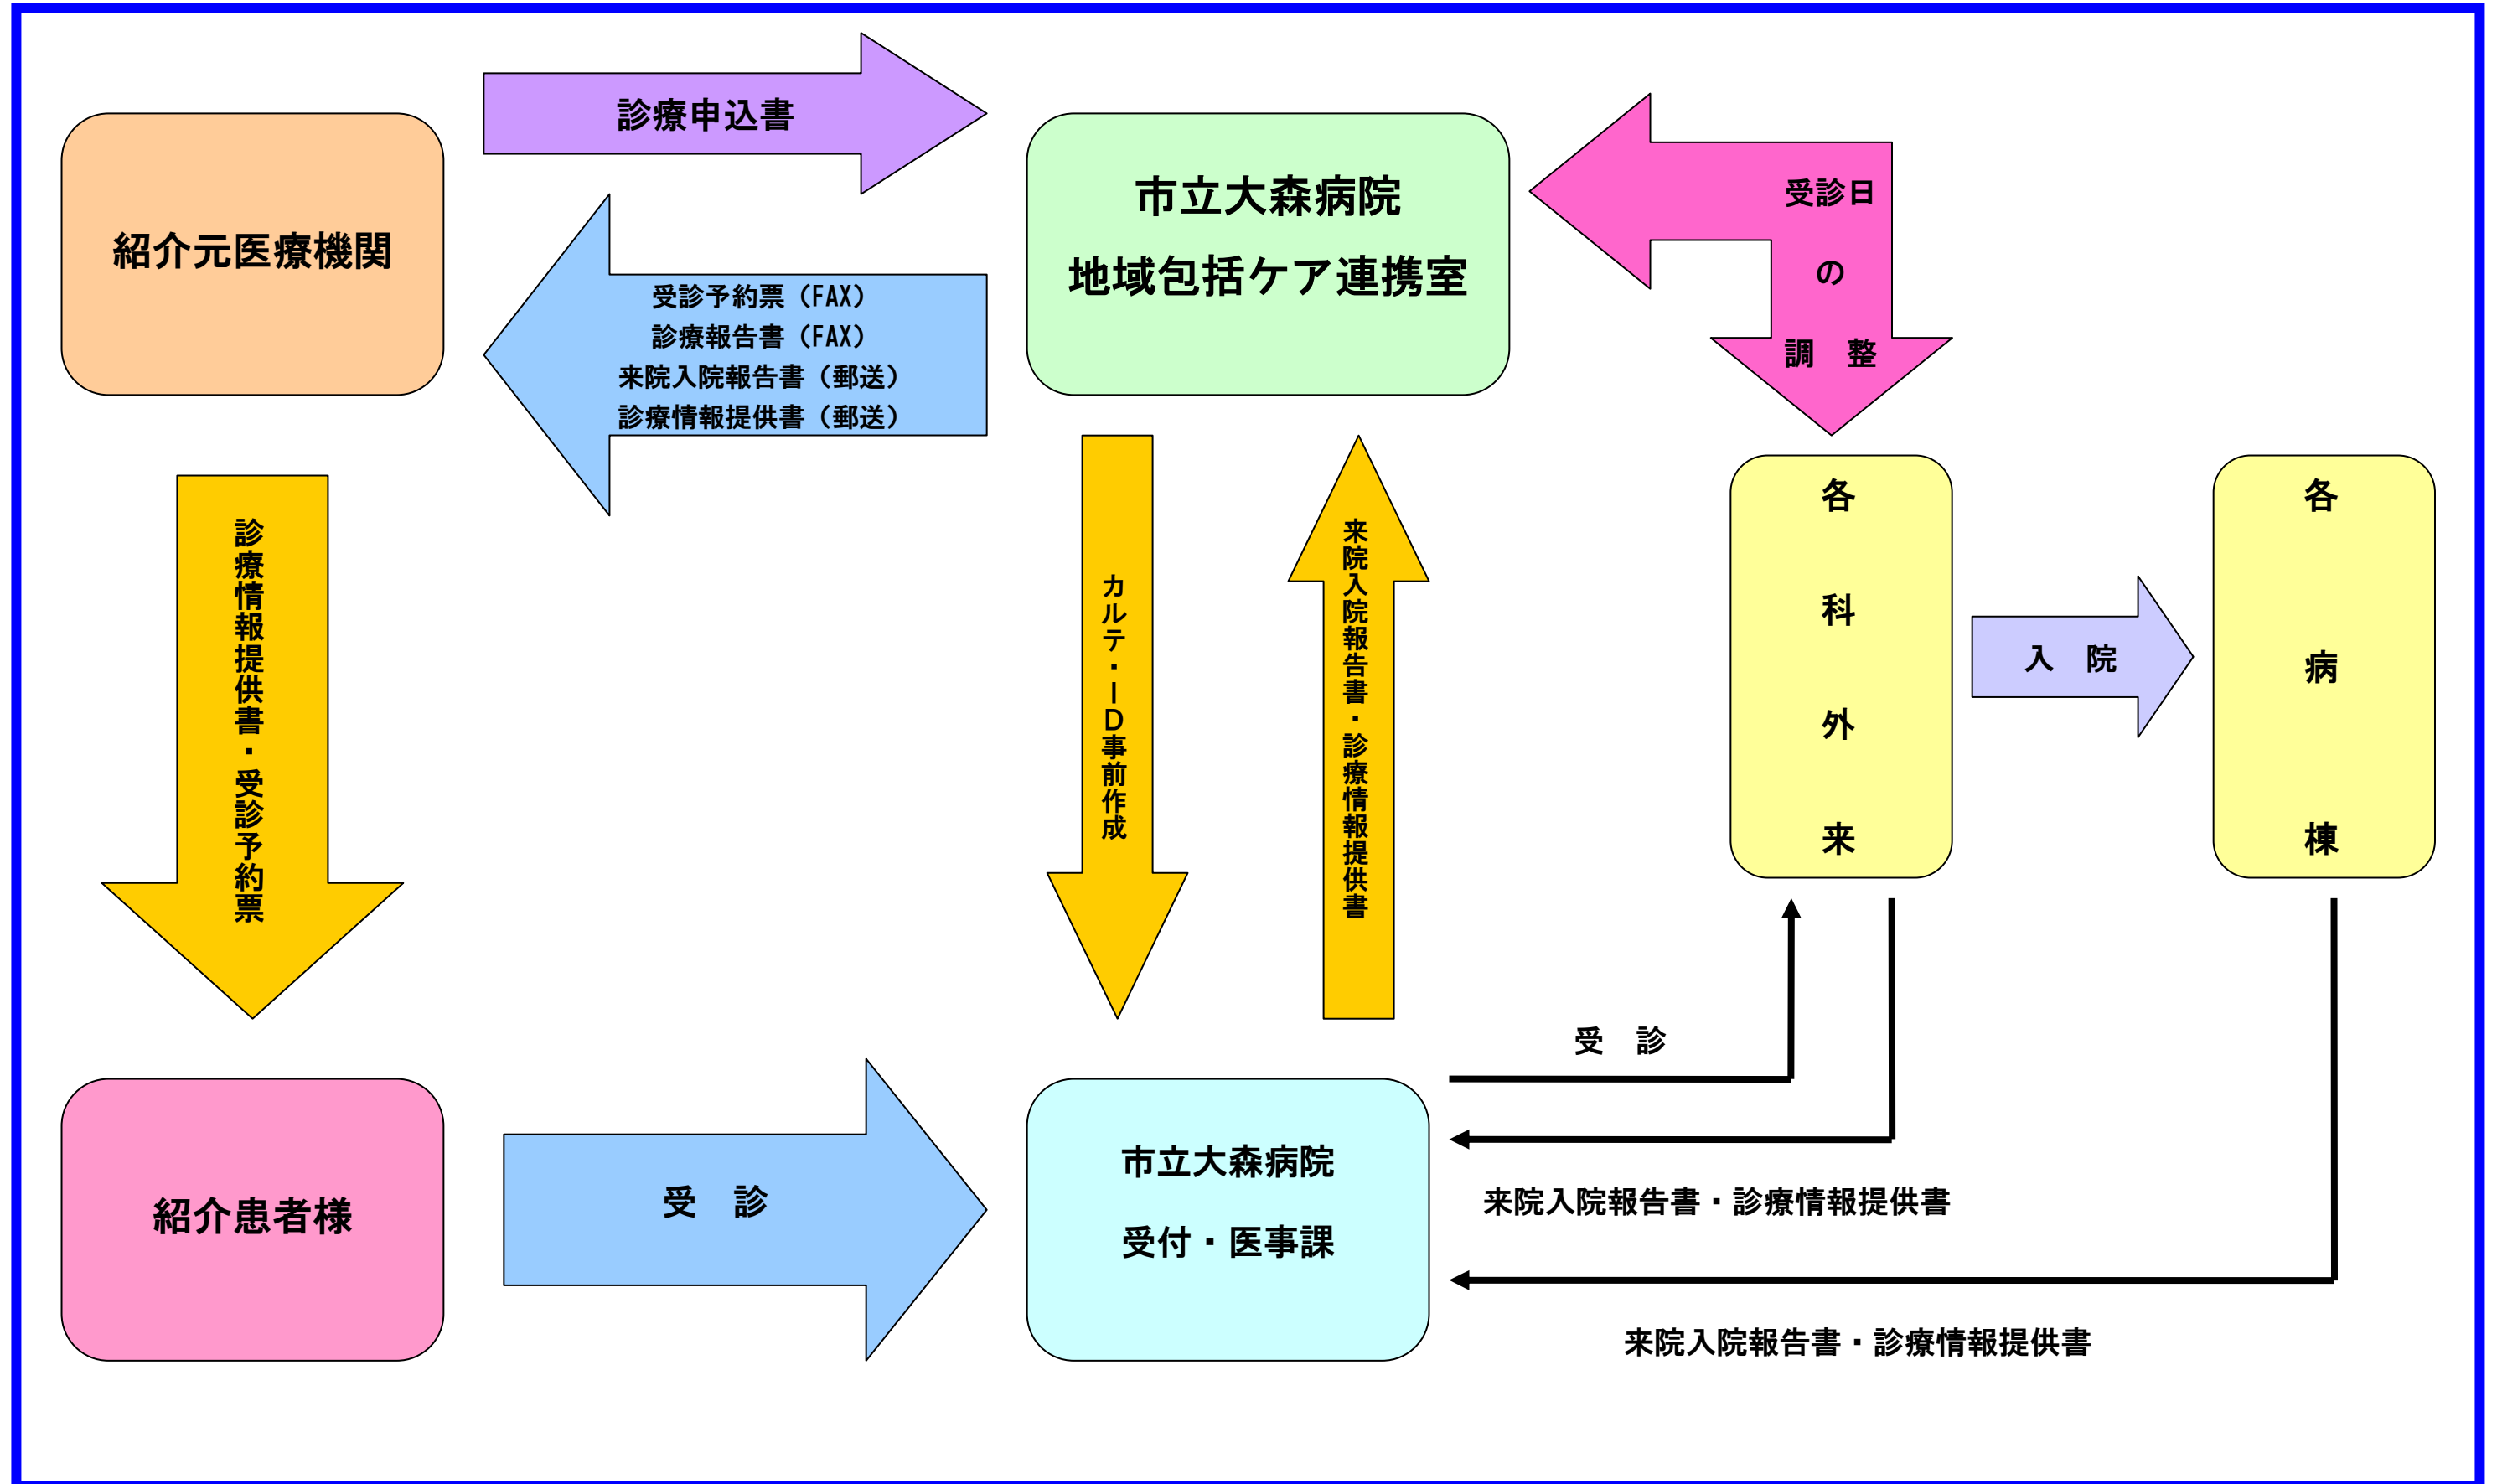 診療申込書
紹介元医療機関
市立大森病院
地域包括ケア連携室
受診日
の
調　整
受診予約票（FAX）
診療報告書（FAX）
来院入院報告書（郵送）
診療情報提供書（郵送）
診療情報提供書・受診予約票
カルテ・ＩＤ事前作成
来院入院報告書・診療情報提供書
各科外来
入　院
各病棟
受　診
紹介患者様
受　診
市立大森病院
受付・医事課
来院入院報告書・診療情報提供書
来院入院報告書・診療情報提供書